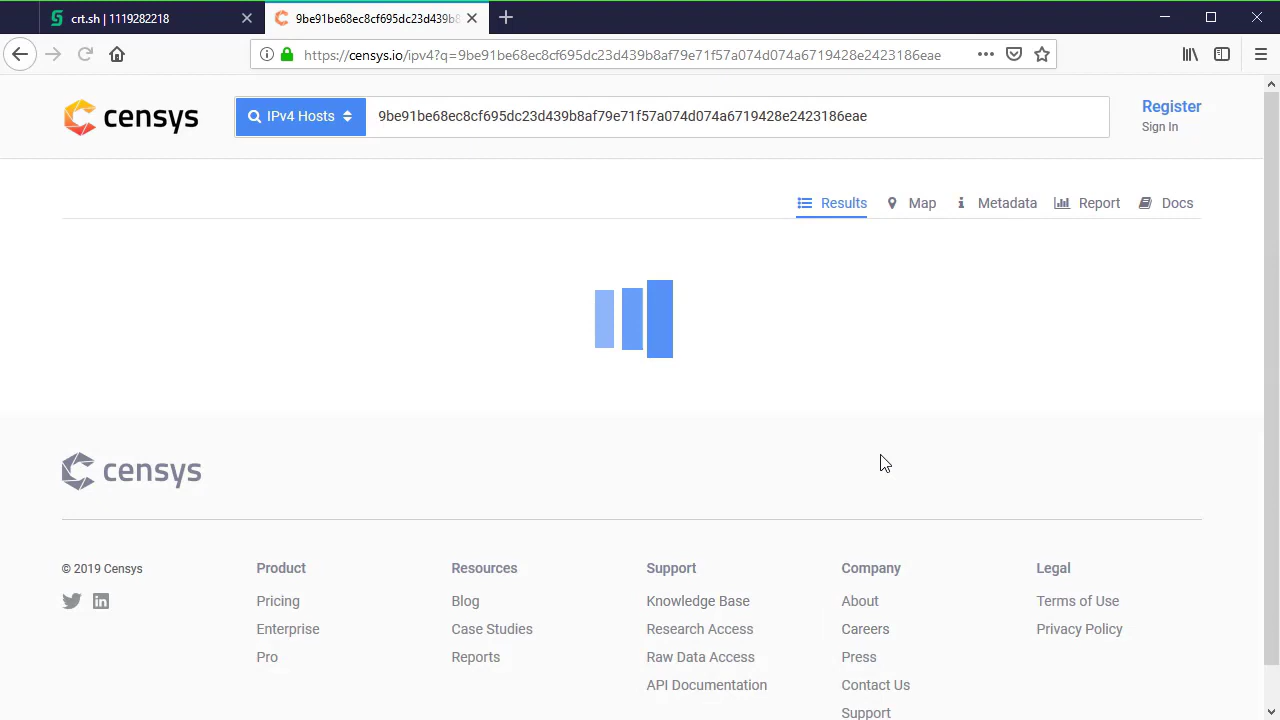 crt.sh | 1119282218
9be91be68ec8cf695dc23d439b8
https://censys.io/ipv4?q=9be91be68ec8cf695dc23d439b8af79e71f57a074d074a6719428e2423186eae
censys
IPv4 Hosts
9be91be68ec8cf695dc23d439b8af79e71f57a074d074a6719428e2423186eae
Register
Sign In
Results
Map
Metadata
Report
Docs
censys
© 2019 Censys
Product
Pricing
Enterprise
Pro
Resources
Blog
Case Studies
Reports
Support
Knowledge Base
Research Access
Raw Data Access
API Documentation
Company
About
Careers
Press
Contact Us
Support
Legal
Terms of Use
Privacy Policy